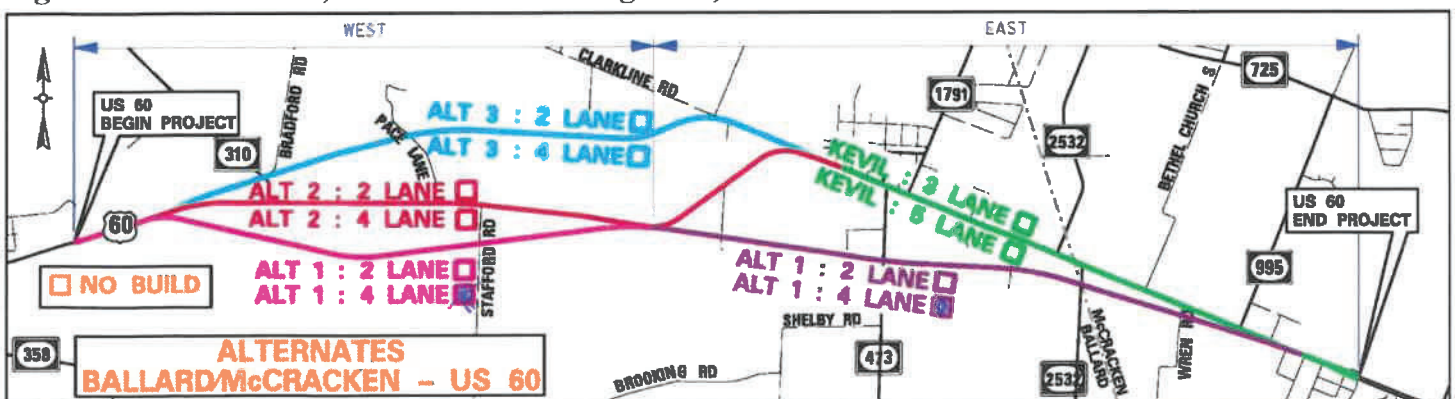 WEST
EAST
US 60
BEGIN PROJECT
310
BRADFORD RD
PACE LANE
CLARKLINE RD
ALT 3 : 2 LANE
ALT 3 : 4 LANE
1791
2532
BETHEL CHURCH S
725
KEVIL : 3 LANE
KEVIL : 5 LANE
ALT 2 : 2 LANE
ALT 2 : 4 LANE
60
US 60
END PROJECT
STAFFORD RD
ALT 1 : 2 LANE
ALT 1 : 4 LANE
ALT 1 : 2 LANE
ALT 1 : 4 LANE
995
NO BUILD
SHELBY RD
McCRACKEN
BALLARD
WREN RD
358
ALTERNATES
BALLARD/McCRACKEN - US 60
BROOKING RD
473
2532